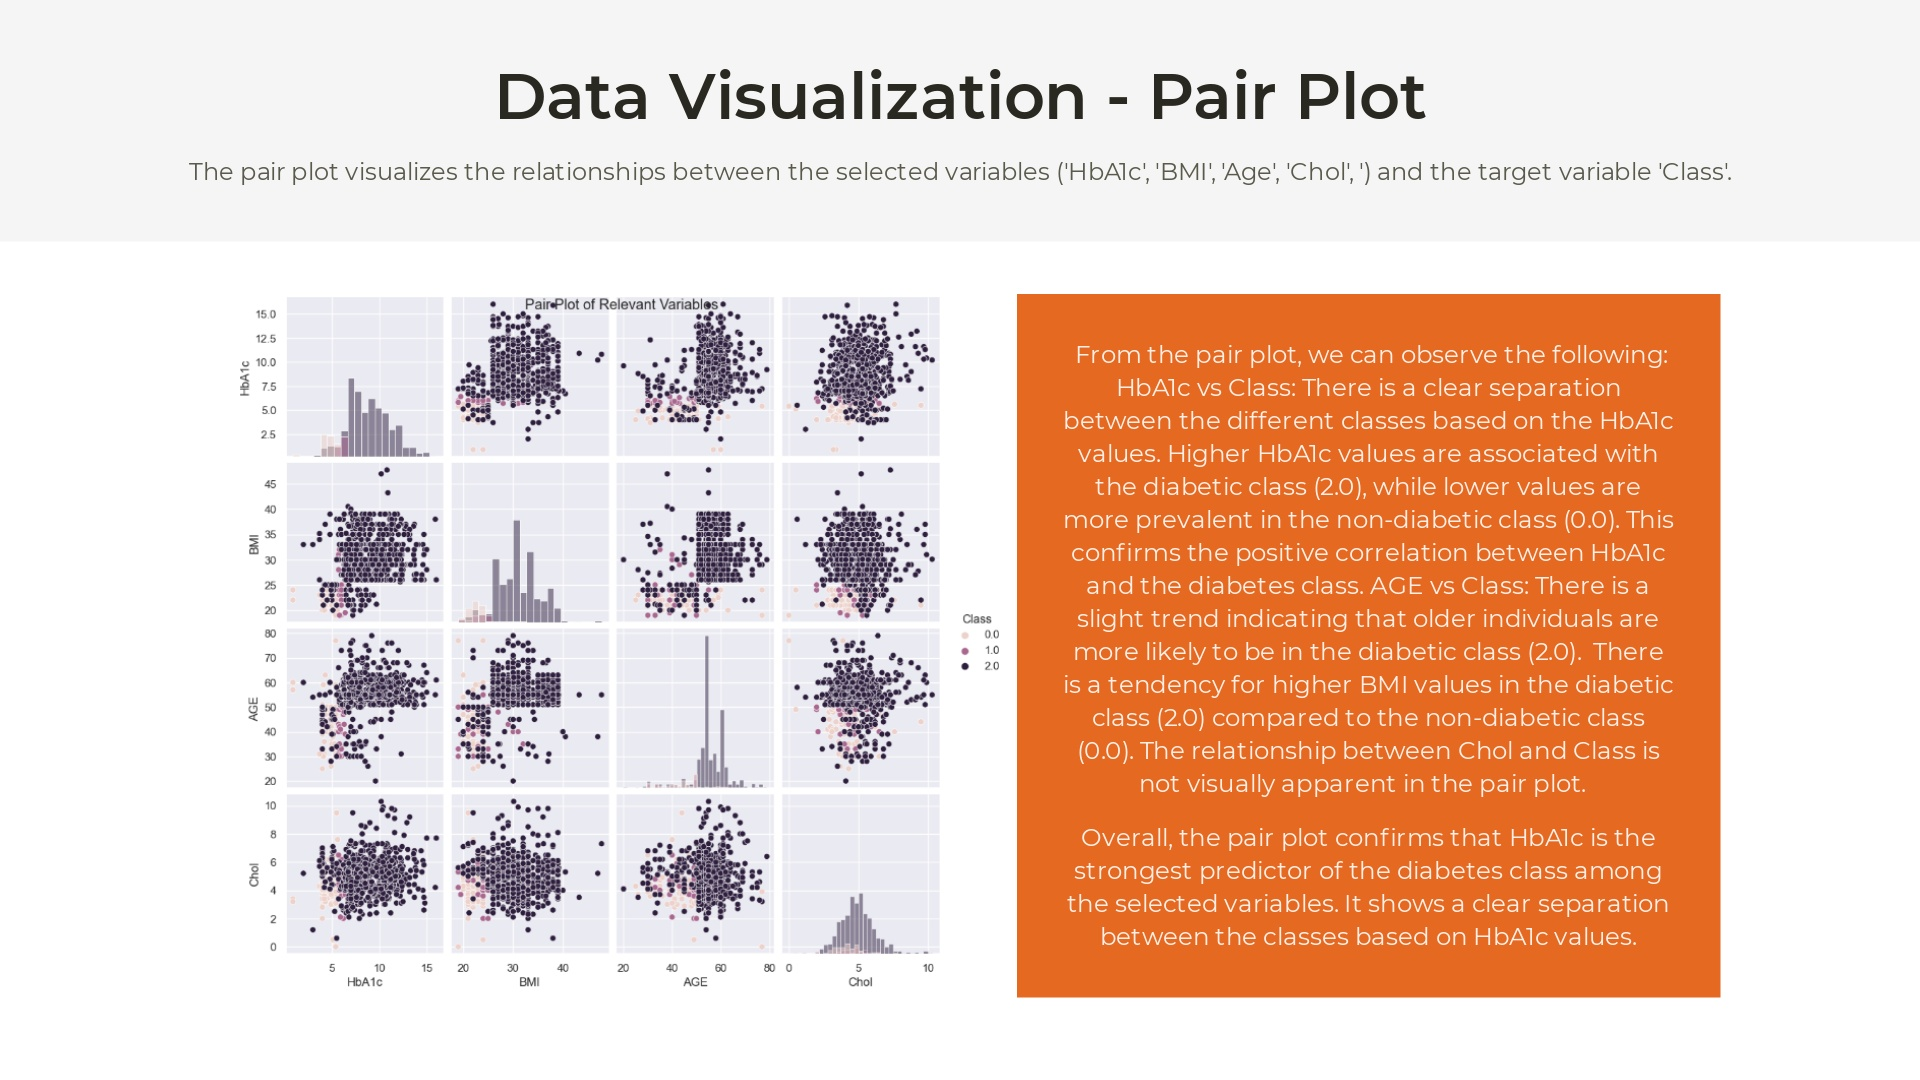 Data Visualization - Pair Plot
The pair plot visualizes the relationships between the selected variables ('HbA1c', 'BMI', 'Age', 'Chol', ') and the target variable 'Class'.
Pair Plot of Relevant Variables
HbA1c
15.0
12.5
10.0
7.5
5.0
2.5
BMI
45
40
35
30
25
20
AGE
80
70
60
50
40
30
20
Chol
10
8
6
4
2
0
5 10 15 20 30 40 20 40 60 80 0 5 10
HbA1c BMI AGE Chol
Class
0.0
1.0
2.0
From the pair plot, we can observe the following:
HbA1c vs Class: There is a clear separation
between the different classes based on the HbA1c
values. Higher HbA1c values are associated with
the diabetic class (2.0), while lower values are
more prevalent in the non-diabetic class (0.0). This
confirms the positive correlation between HbA1c
and the diabetes class. AGE vs Class: There is a
slight trend indicating that older individuals are
more likely to be in the diabetic class (2.0).  There
is a tendency for higher BMI values in the diabetic
class (2.0) compared to the non-diabetic class
(0.0). The relationship between Chol and Class is
not visually apparent in the pair plot.
Overall, the pair plot confirms that HbA1c is the
strongest predictor of the diabetes class among
the selected variables. It shows a clear separation
between the classes based on HbA1c values.